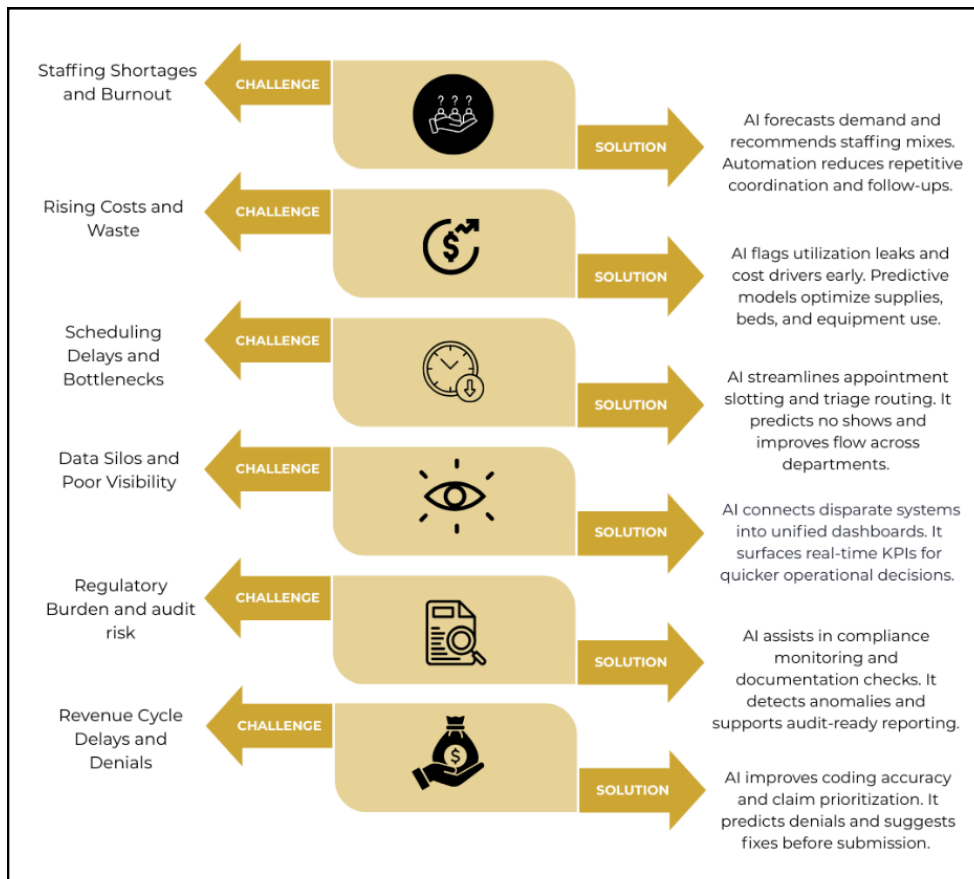 Staffing Shortages
and Burnout
CHALLENGE
? ? ?
SOLUTION
AI forecasts demand and
recommends staffing mixes.
Automation reduces repetitive
coordination and follow-ups.
Rising Costs and
Waste
CHALLENGE
$
SOLUTION
AI flags utilization leaks and
cost drivers early. Predictive
models optimize supplies,
beds, and equipment use.
Scheduling
Delays and
Bottlenecks
CHALLENGE
SOLUTION
AI streamlines appointment
slotting and triage routing. It
predicts no shows and
improves flow across
departments.
Data Silos and
Poor Visibility
CHALLENGE
SOLUTION
AI connects disparate systems
into unified dashboards. It
surfaces real-time KPIs for
quicker operational decisions.
Regulatory
Burden and audit
risk
CHALLENGE
SOLUTION
AI assists in compliance
monitoring and
documentation checks. It
detects anomalies and
supports audit-ready reporting.
Revenue Cycle
Delays and
Denials
CHALLENGE
$
SOLUTION
AI improves coding accuracy
and claim prioritization. It
predicts denials and suggests
fixes before submission.